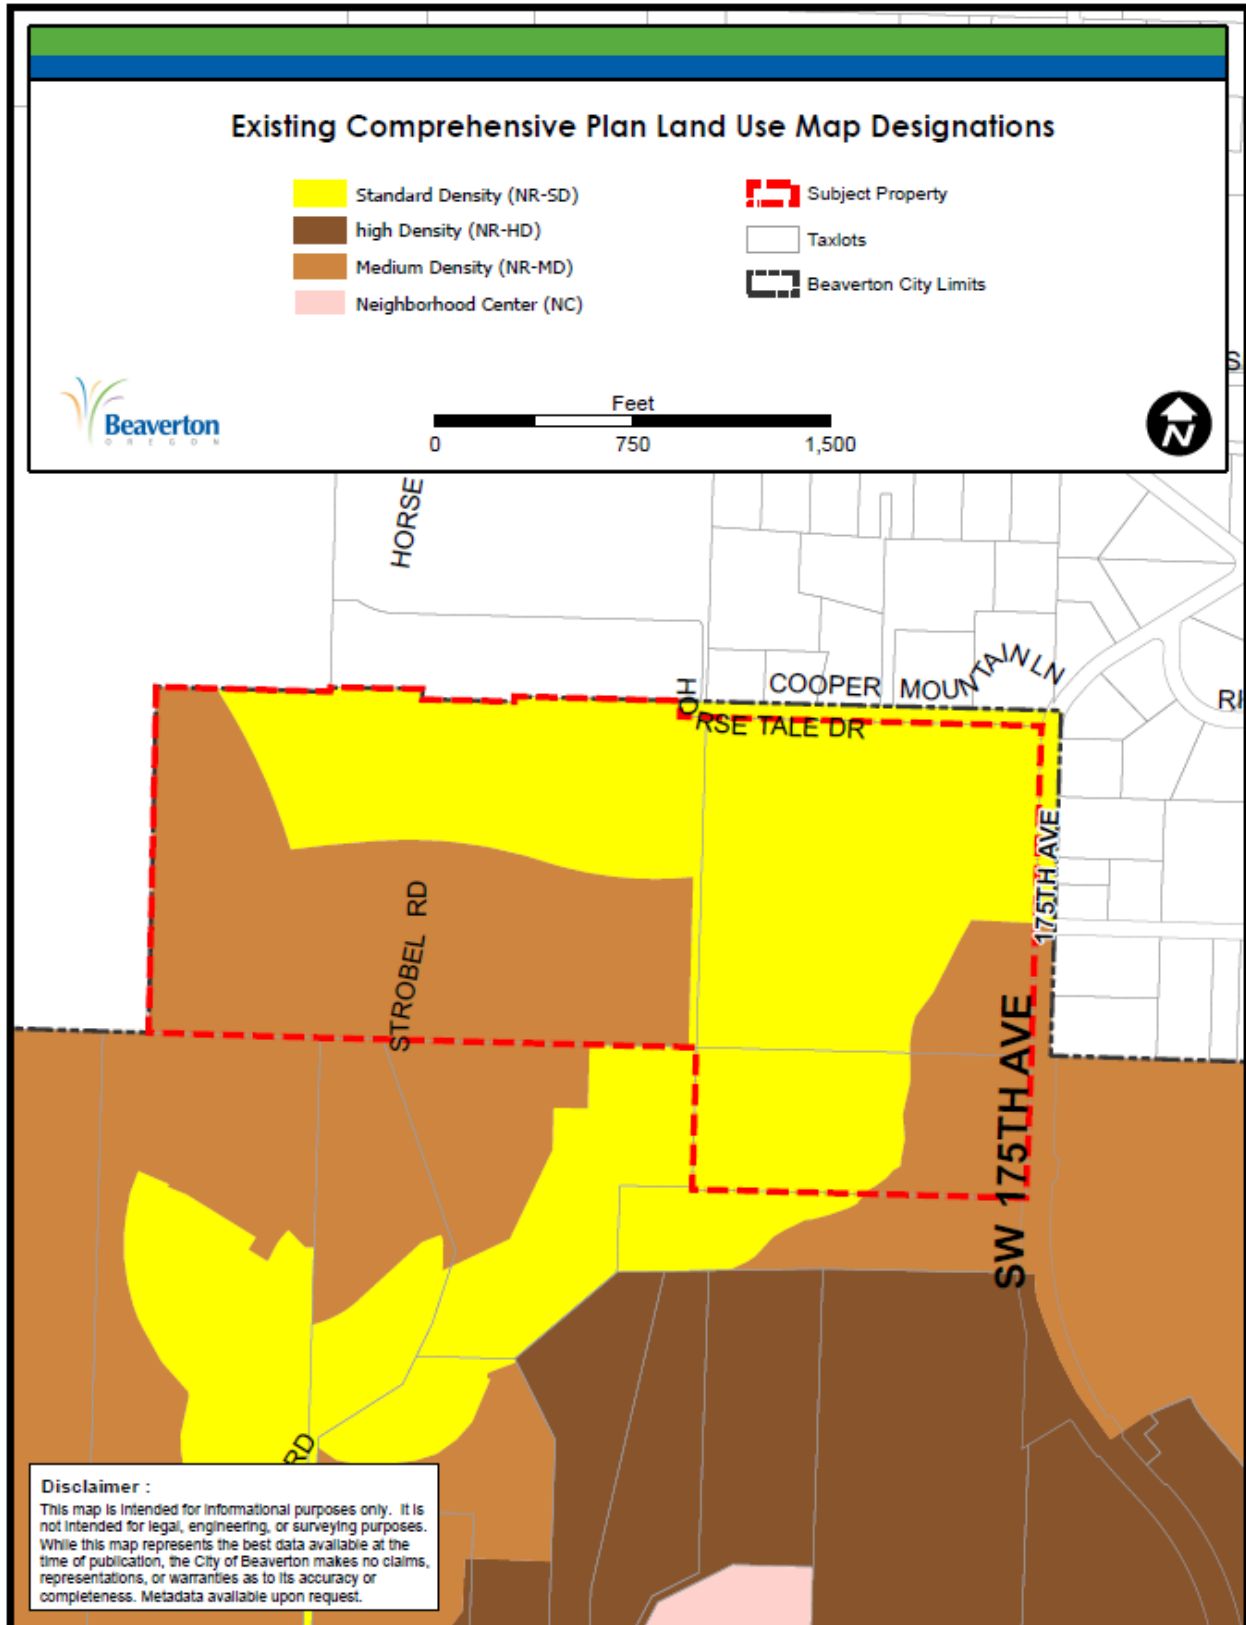 Existing Comprehensive Plan Land Use Map Designations
Standard Density (NR-SD)
high Density (NR-HD)
Medium Density (NR-MD)
Neighborhood Center (NC)
Subject Property
Taxlots
Beaverton City Limits
Beaverton
OREGON
Feet
0 750 1,500
N
S
HORSE
COOPER MOUNTAIN LN
HORSE TALE DR
RH
175TH AVE
STROBEL RD
SW 175TH AVE
RD
Disclaimer :
This map is intended for informational purposes only. It is
not intended for legal, engineering, or surveying purposes.
While this map represents the best data available at the
time of publication, the City of Beaverton makes no claims,
representations, or warranties as to its accuracy or
completeness. Metadata available upon request.